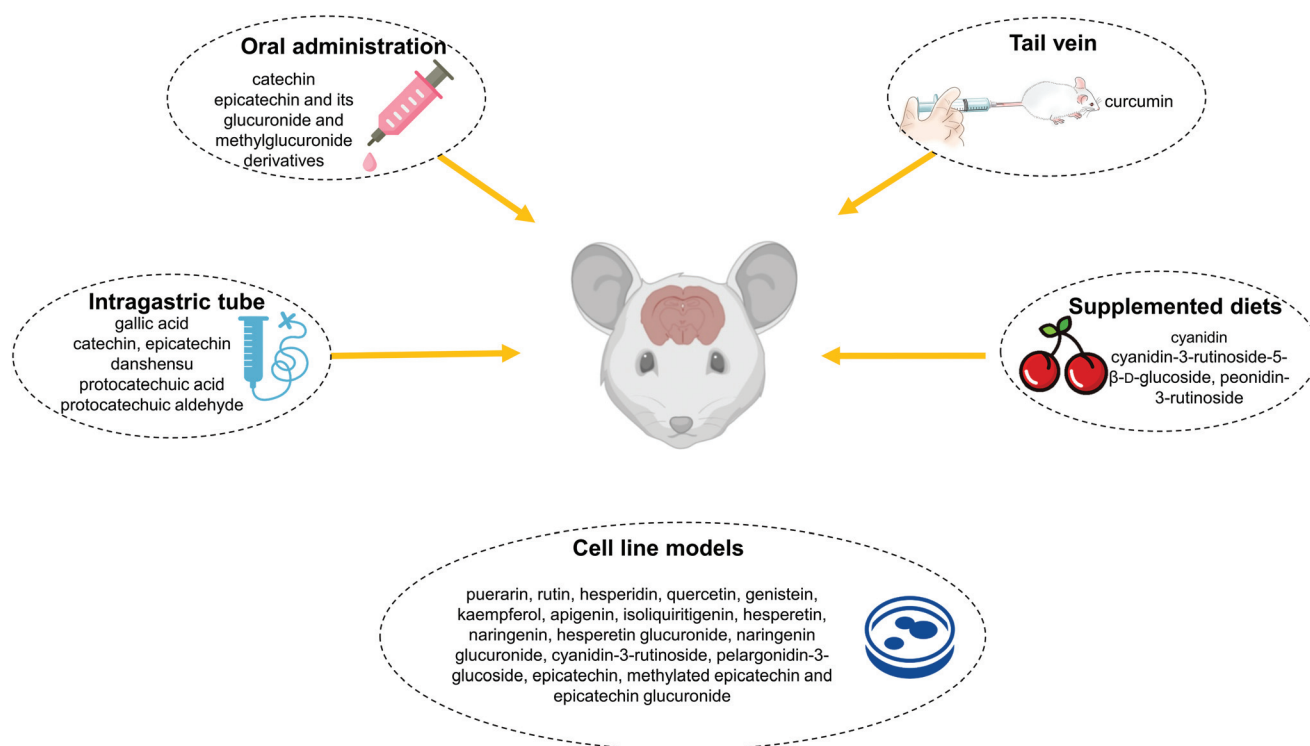 Oral administration
catechin
epicatechin and its
glucuronide and
methylglucuronide
derivatives
Tail vein
curcumin
Intragastric tube
gallic acid
catechin, epicatechin
danshensu
protocatechuic acid
protocatechuic aldehyde
Supplemented diets
cyanidin
cyanidin-3-rutinoside-5-
β-D-glucoside, peonidin-
3-rutinoside
Cell line models
puerarin, rutin, hesperidin, quercetin, genistein,
kaempferol, apigenin, isoliquiritigenin, hesperetin,
naringenin, hesperetin glucuronide, naringenin
glucuronide, cyanidin-3-rutinoside, pelargonidin-3-
glucoside, epicatechin, methylated epicatechin and
epicatechin glucuronide